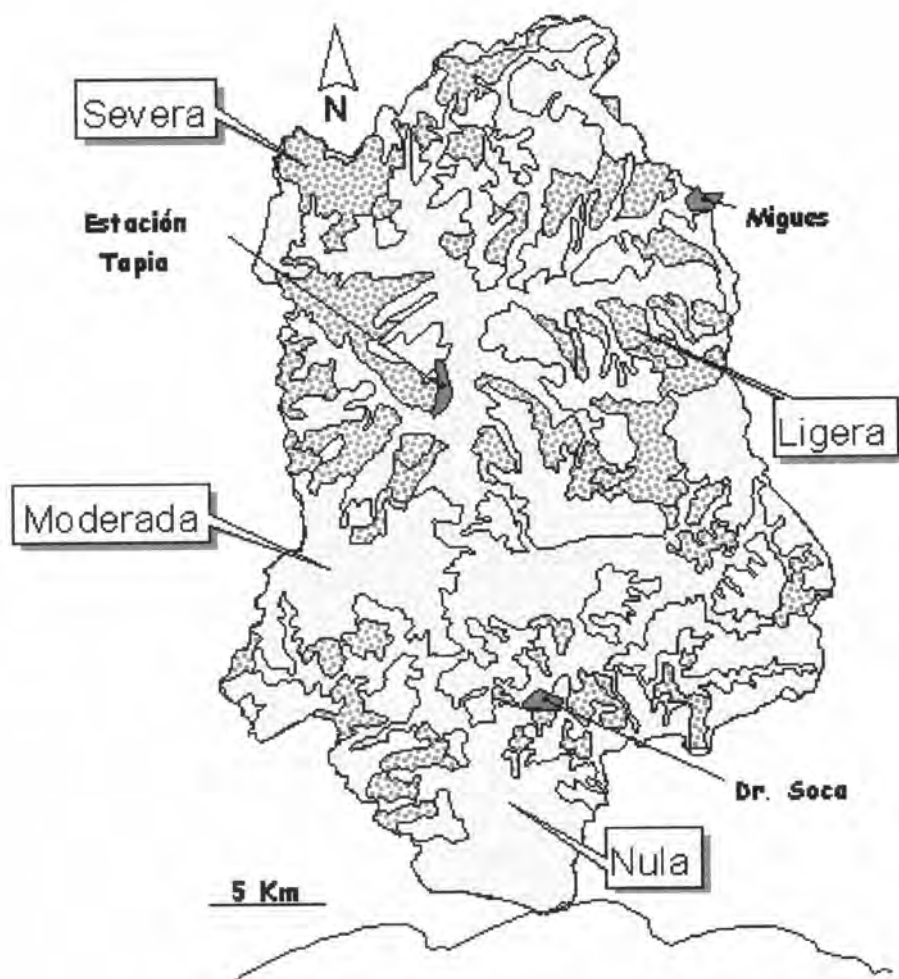 N
Severa
Estación
Tapia
Migues
Ligera
Moderada
Dr. Soca
Nula
5 Km